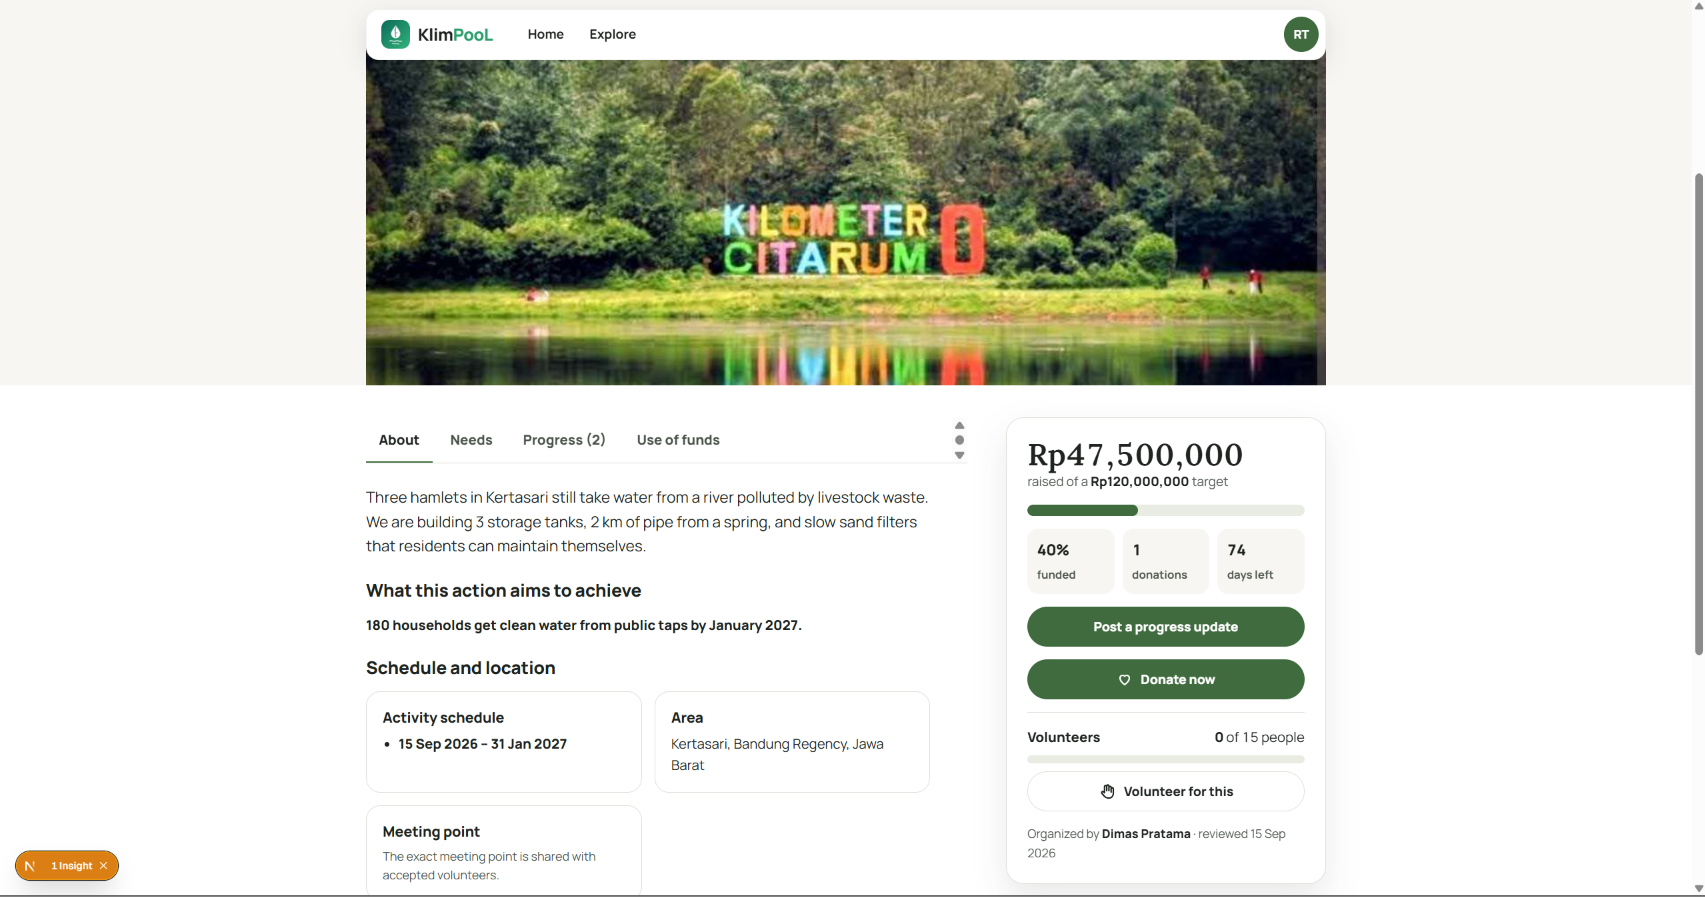 KlimPooL
Home
Explore
RT
KILOMETER 0
CITARUM
About
Needs
Progress (2)
Use of funds
Three hamlets in Kertasari still take water from a river polluted by livestock waste.
We are building 3 storage tanks, 2 km of pipe from a spring, and slow sand filters
that residents can maintain themselves.
What this action aims to achieve
180 households get clean water from public taps by January 2027.
Schedule and location
Activity schedule
• 15 Sep 2026 – 31 Jan 2027
Area
Kertasari, Bandung Regency, Jawa
Barat
Meeting point
The exact meeting point is shared with
accepted volunteers.
Rp47,500,000
raised of a Rp120,000,000 target
40%
funded
1
donations
74
days left
Post a progress update
Donate now
Volunteers
0 of 15 people
Volunteer for this
Organized by Dimas Pratama · reviewed 15 Sep
2026
N
1 Insight ×